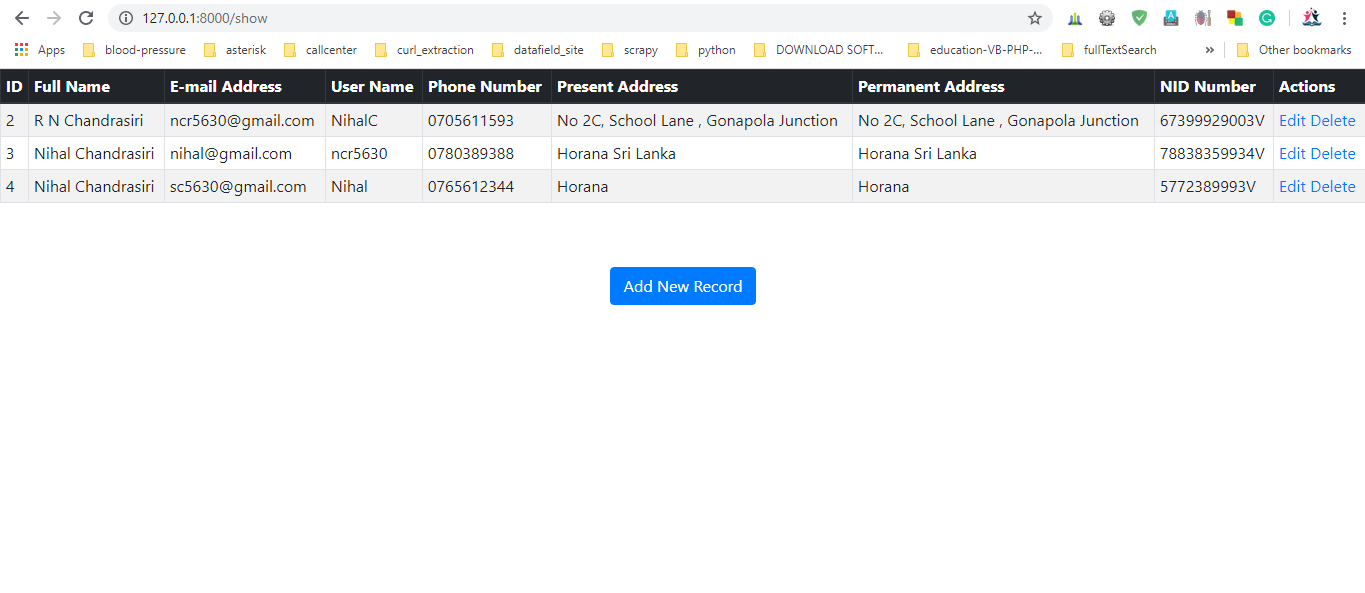 127.0.0.1:8000/show
Apps blood-pressure asterisk callcenter curl_extraction datafield_site scrapy python DOWNLOAD SOFT... education-VB-PHP-... fullTextSearch » Other bookmarks
ID Full Name E-mail Address User Name Phone Number Present Address Permanent Address NID Number Actions
2 R N Chandrasiri ncr5630@gmail.com NihalC 0705611593 No 2C, School Lane , Gonapola Junction No 2C, School Lane , Gonapola Junction 67399929003V Edit Delete
3 Nihal Chandrasiri nihal@gmail.com ncr5630 0780389388 Horana Sri Lanka Horana Sri Lanka 78838359934V Edit Delete
4 Nihal Chandrasiri sc5630@gmail.com Nihal 0765612344 Horana Horana 5772389993V Edit Delete
Add New Record